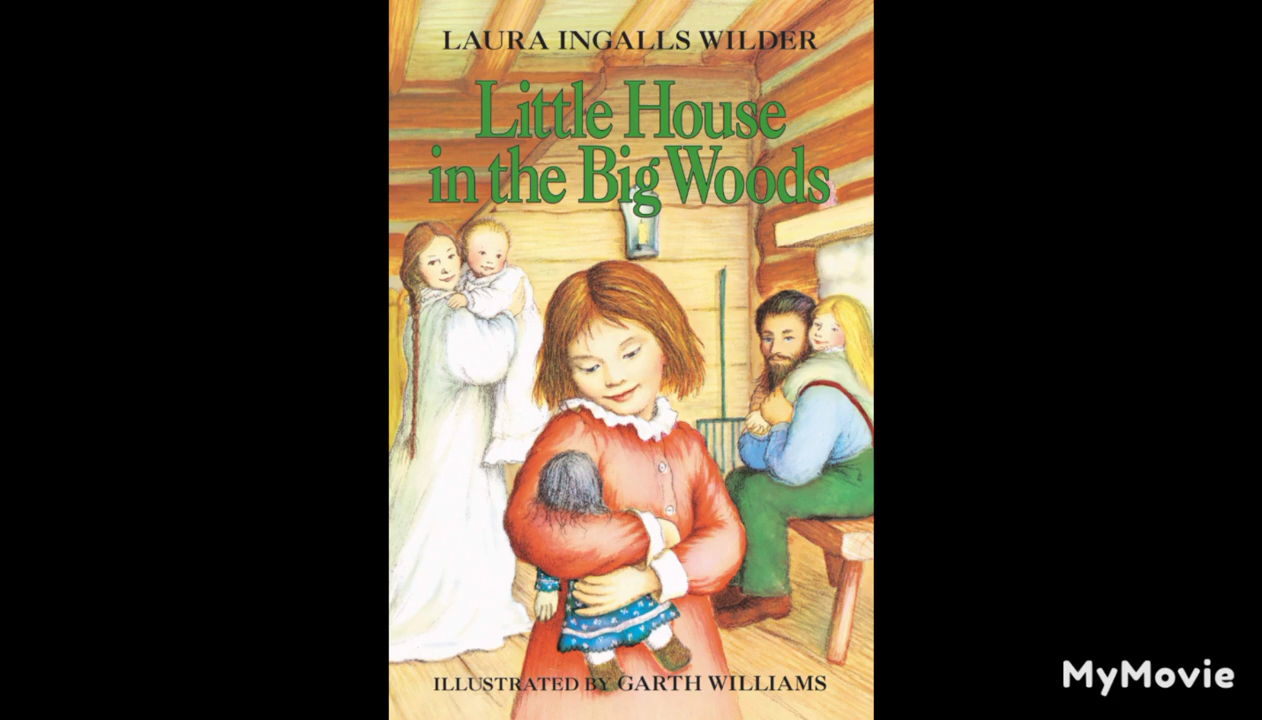 LAURA INGALLS WILDER
Little House
in the Big Woods
ILLUSTRATED BY GARTH WILLIAMS
MyMovie